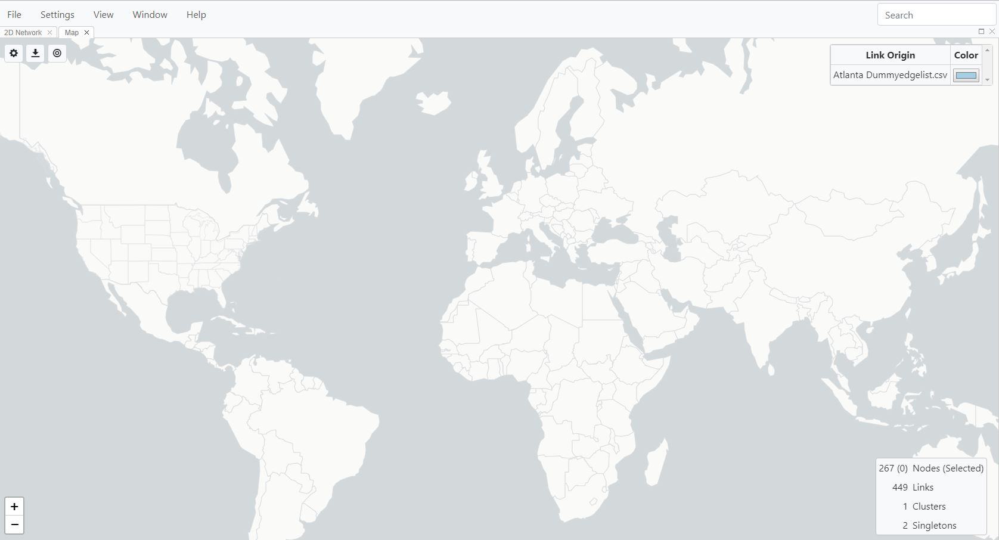 File Settings View Window Help Search
2D Network × Map ×
Link Origin Color
Atlanta Dummyedgelist.csv
+
−
267 (0) Nodes (Selected)
449 Links
1 Clusters
2 Singletons